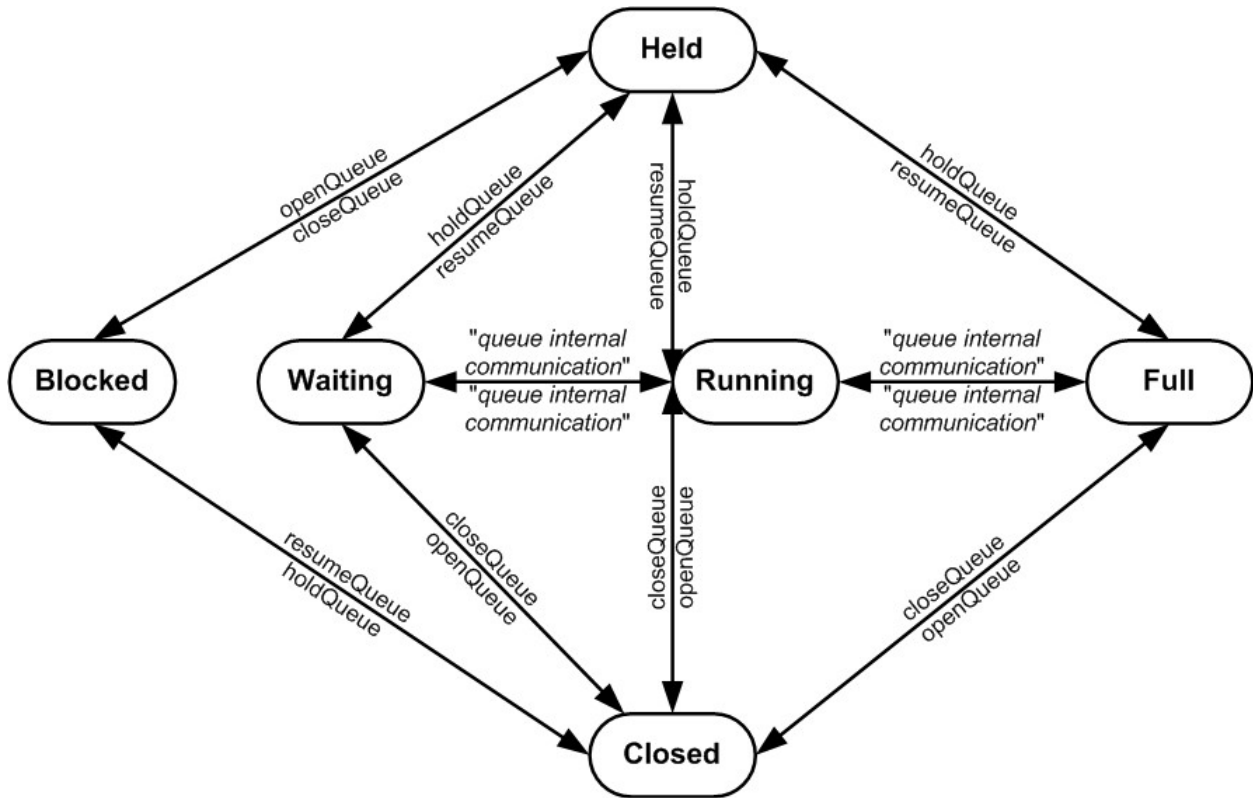 Held
openQueue
closeQueue
holdQueue
resumeQueue
holdQueue
resumeQueue
holdQueue
resumeQueue
Blocked
Waiting
"queue internal
communication"
"queue internal
communication"
Running
"queue internal
communication"
"queue internal
communication"
Full
resumeQueue
holdQueue
closeQueue
openQueue
closeQueue
openQueue
closeQueue
openQueue
Closed